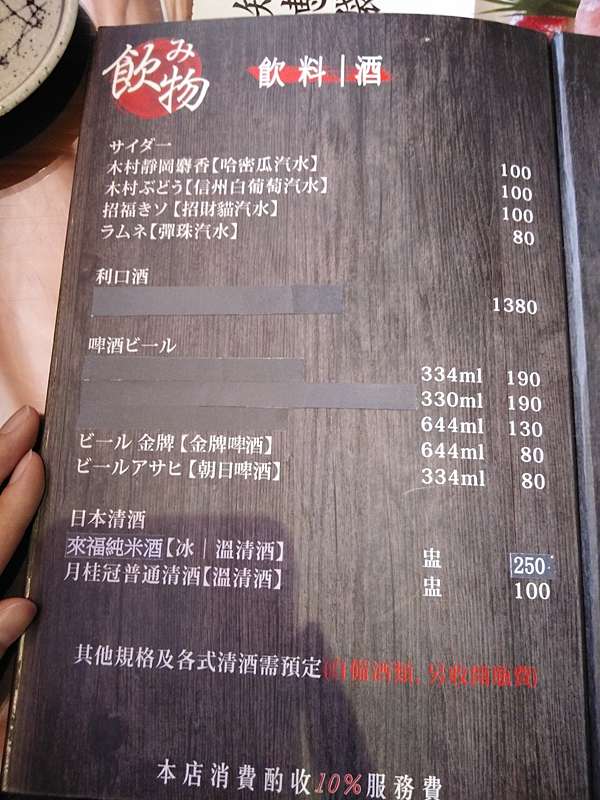 飲み物
飲料|酒
サイダー
木村靜岡麝香【哈密瓜汽水】 100
木村ぶどう【信州白葡萄汽水】 100
招福きソ【招財貓汽水】 100
ラムネ【彈珠汽水】 80
利口酒
1380
啤酒ビール
334ml 190
330ml 190
644ml 130
ビール 金牌【金牌啤酒】 644ml 80
ビールアサヒ【朝日啤酒】 334ml 80
日本清酒
來福純米酒【冰|溫清酒】 盅 250
月桂冠普通清酒【溫清酒】 盅 100
其他規格及各式清酒需預定(自備酒類,另收開瓶費)
本店消費酌收10%服務費